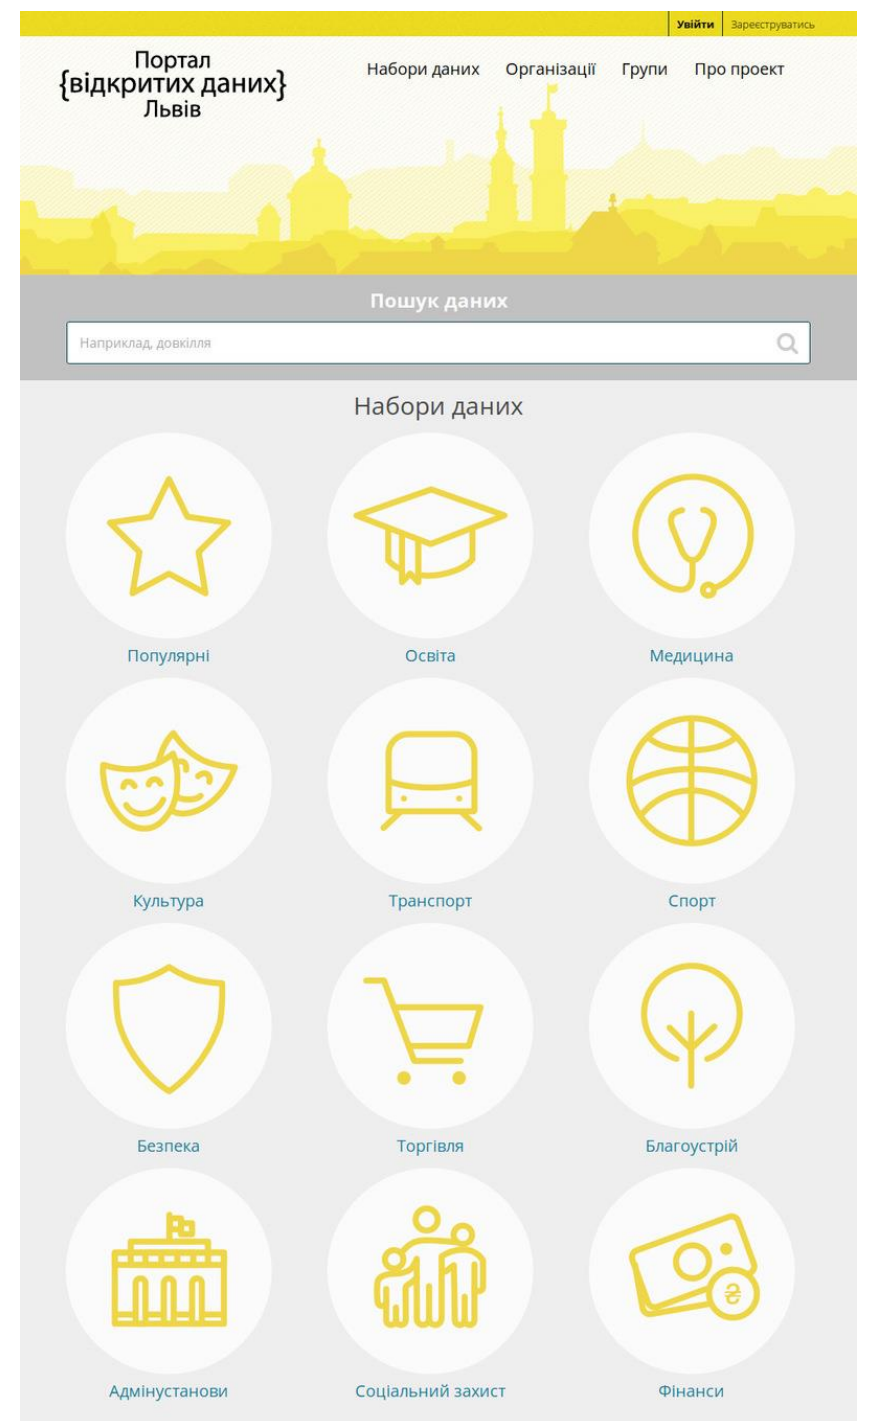 Увійти Зареєструватись
Портал
{відкритих даних}
Львів
Набори даних Організації Групи Про проект
Пошук даних
Наприклад, довкілля
Набори даних
Популярні Освіта Медицина
Культура Транспорт Спорт
Безпека Торгівля Благоустрій
₴
Адмінустанови Соціальний захист Фінанси